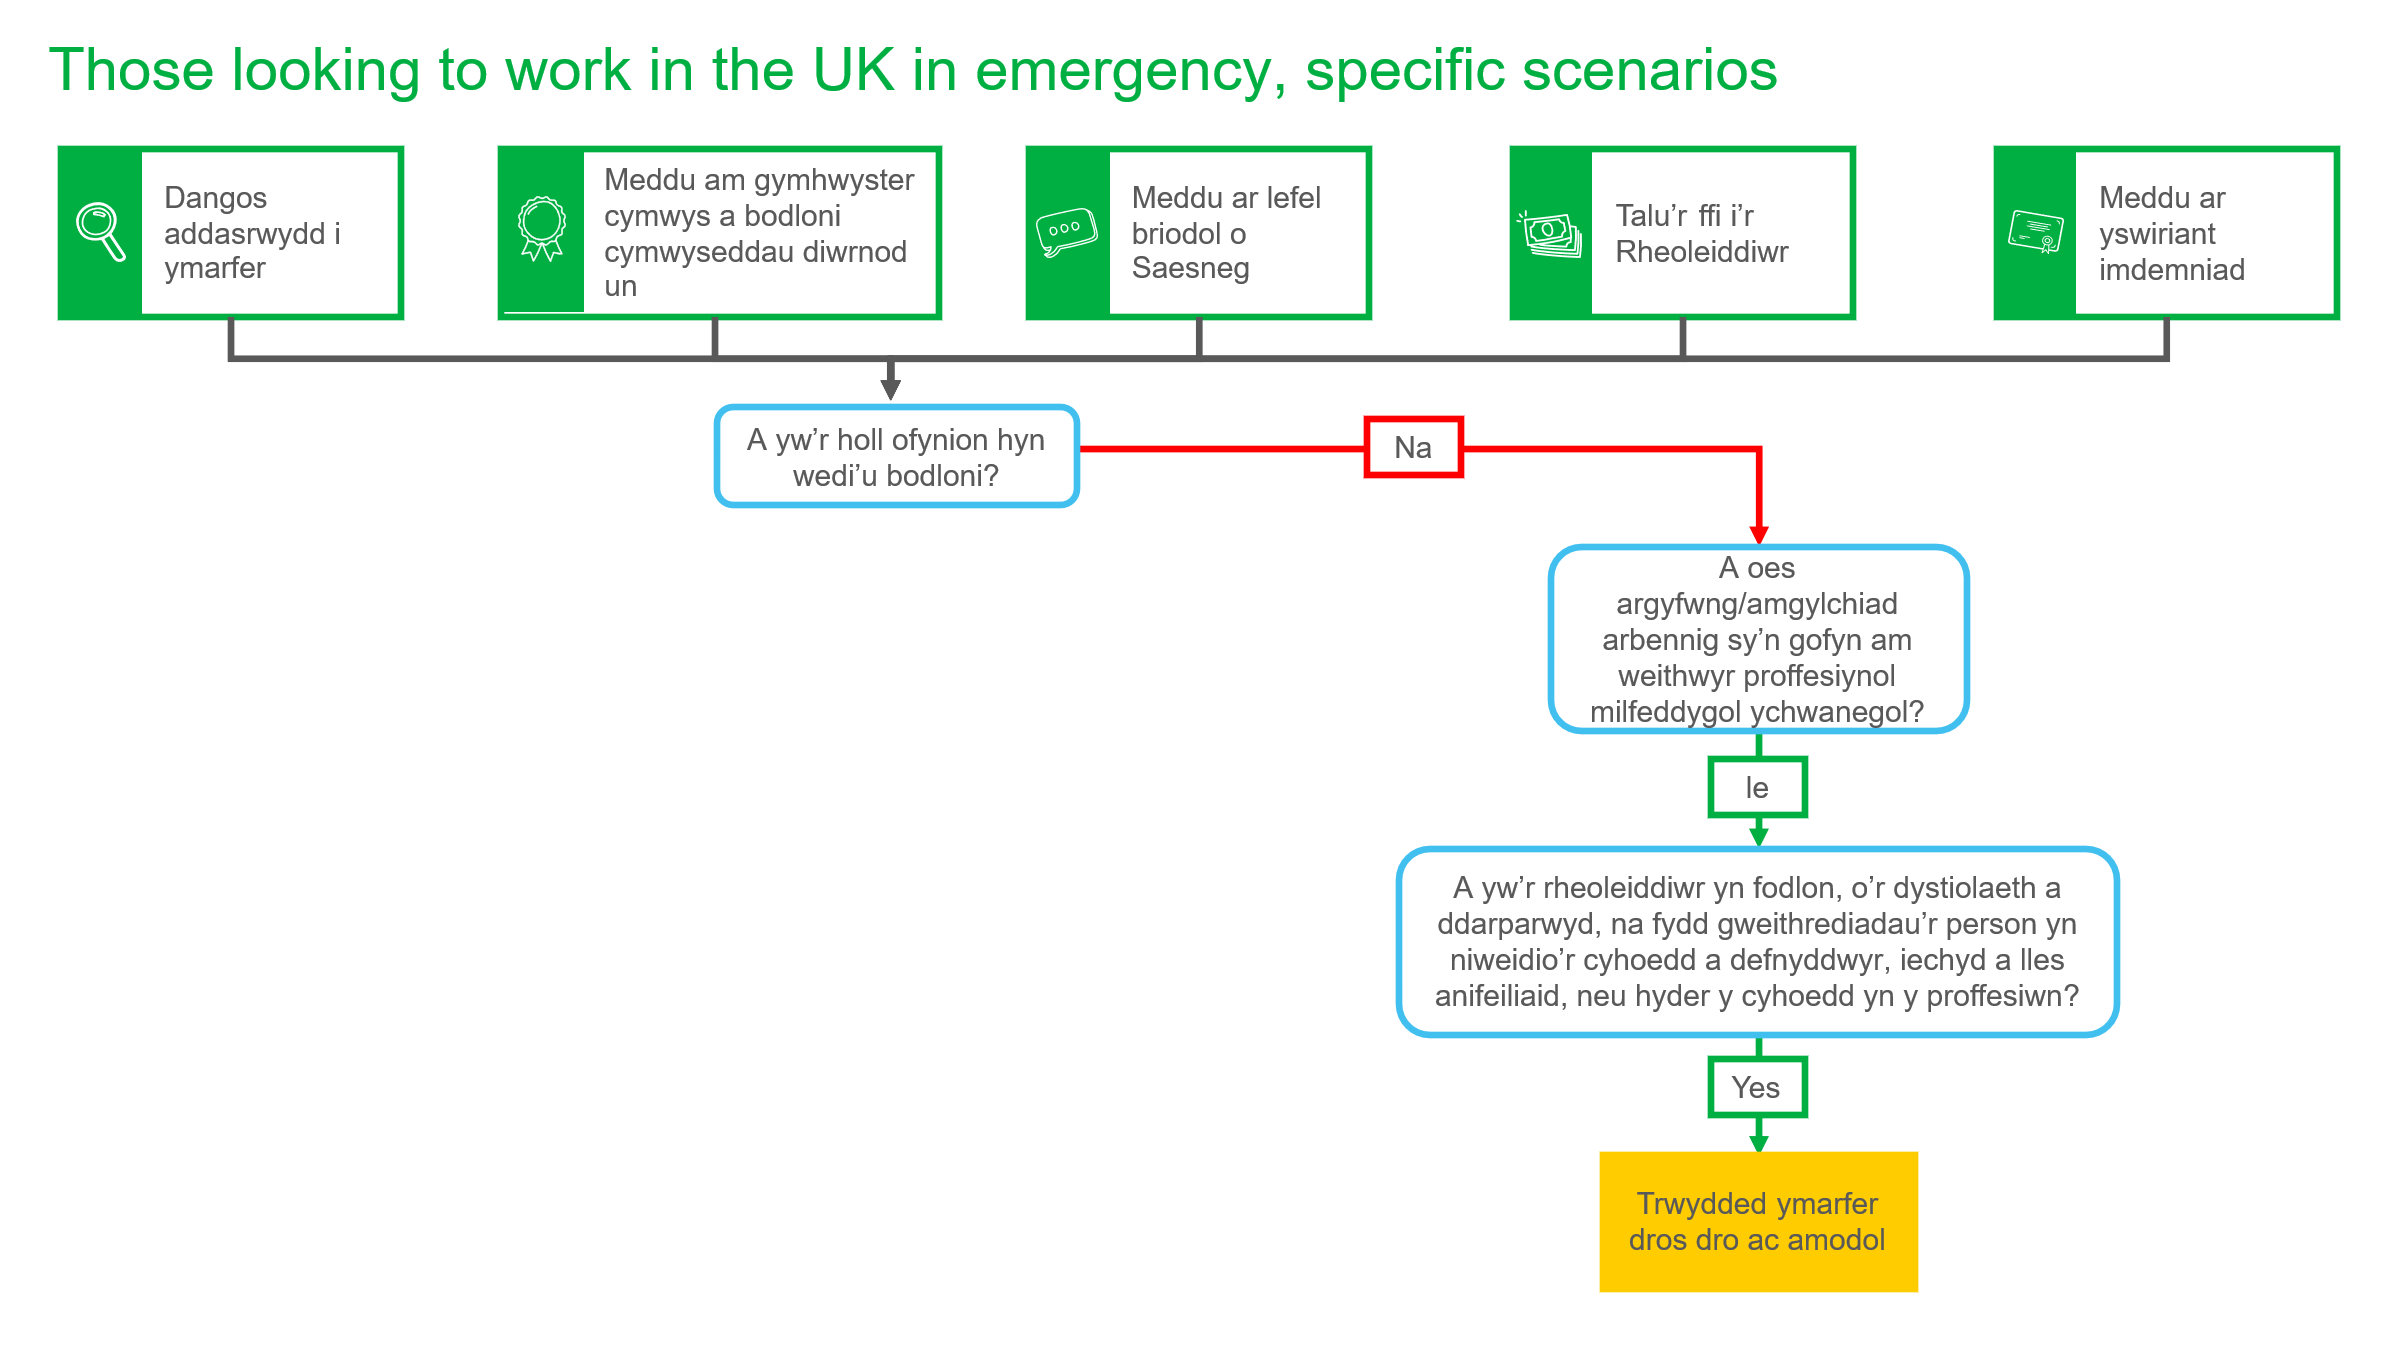 Those looking to work in the UK in emergency, specific scenarios
Dangos
addasrwydd i
ymarfer
Meddu am gymhwyster
cymwys a bodloni
cymwyseddau diwrnod
un
Meddu ar lefel
briodol o
Saesneg
Talu’r ffi i’r
Rheoleiddiwr
Meddu ar
yswiriant
imdemniad
A yw’r holl ofynion hyn
wedi’u bodloni?
Na
A oes
argyfwng/amgylchiad
arbennig sy’n gofyn am
weithwyr proffesiynol
milfeddygol ychwanegol?
Ie
A yw’r rheoleiddiwr yn fodlon, o’r dystiolaeth a
ddarparwyd, na fydd gweithrediadau’r person yn
niweidio’r cyhoedd a defnyddwyr, iechyd a lles
anifeiliaid, neu hyder y cyhoedd yn y proffesiwn?
Yes
Trwydded ymarfer
dros dro ac amodol